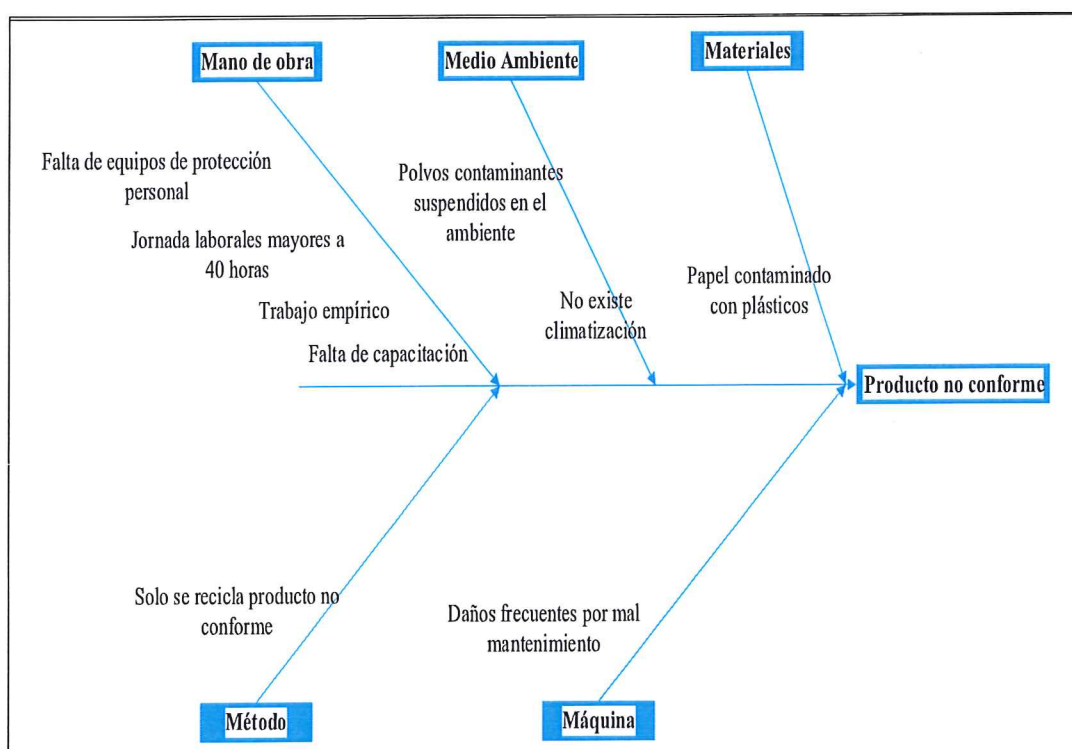 Mano de obra
Medio Ambiente
Materiales
Falta de equipos de protección
personal
Jornada laborales mayores a
40 horas
Trabajo empírico
Falta de capacitación
Polvos contaminantes
suspendidos en el
ambiente
No existe
climatización
Papel contaminado
con plásticos
Producto no conforme
Solo se recicla producto no
conforme
Daños frecuentes por mal
mantenimiento
Método
Máquina